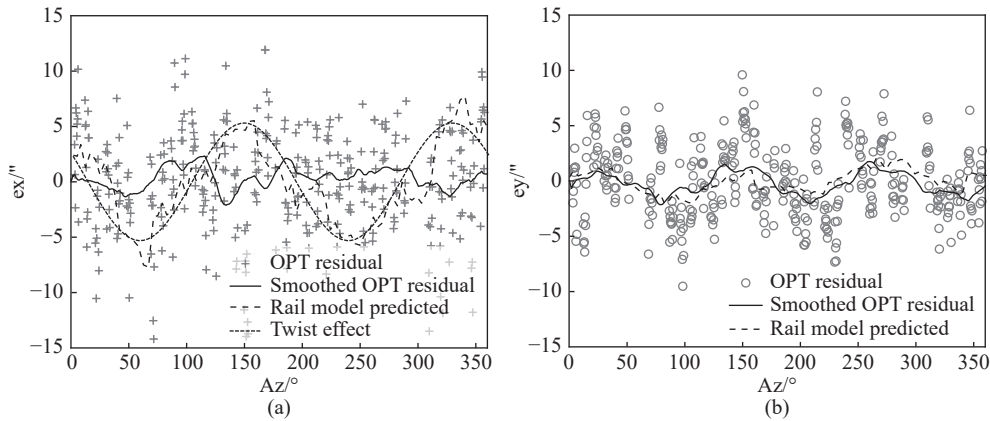 15
10
5
0
−5
−10
−15
ex/″
0
50
100
150
200
250
300
350
Az/°
(a)
OPT residual
Smoothed OPT residual
Rail model predicted
Twist effect
15
10
5
0
−5
−10
−15
ey/″
0
50
100
150
200
250
300
350
Az/°
(b)
OPT residual
Smoothed OPT residual
Rail model predicted